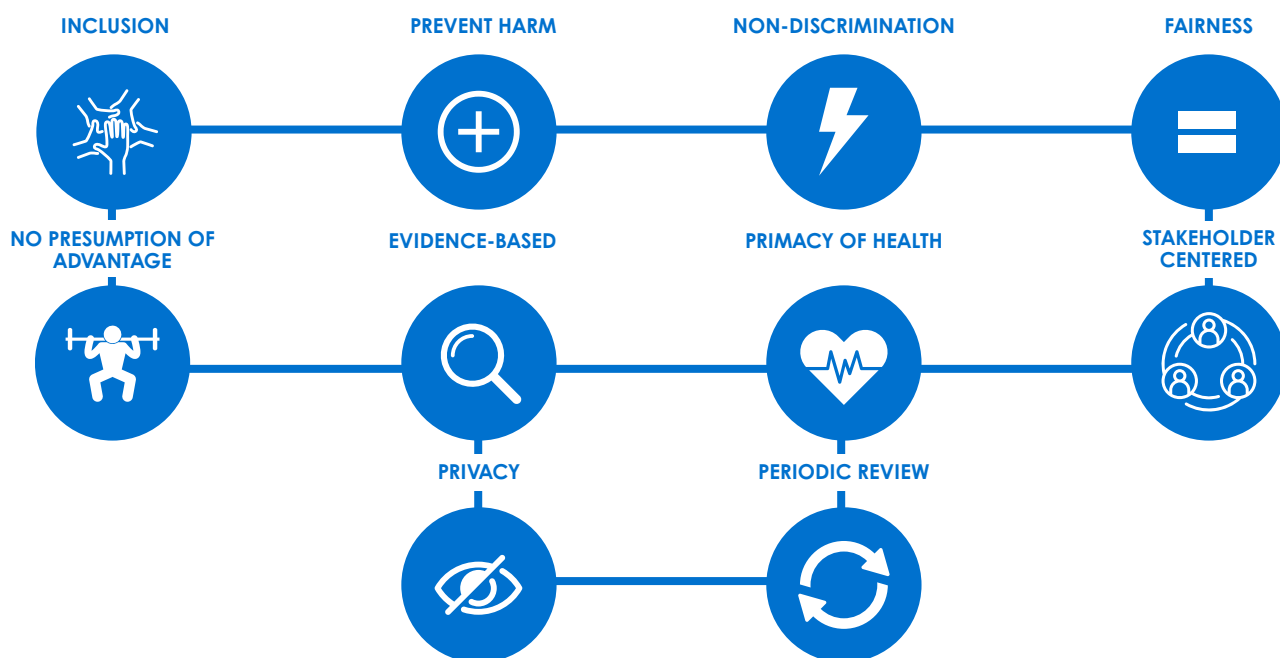 INCLUSION
PREVENT HARM
NON-DISCRIMINATION
FAIRNESS
NO PRESUMPTION OF
ADVANTAGE
EVIDENCE-BASED
PRIMACY OF HEALTH
STAKEHOLDER
CENTERED
PRIVACY
PERIODIC REVIEW